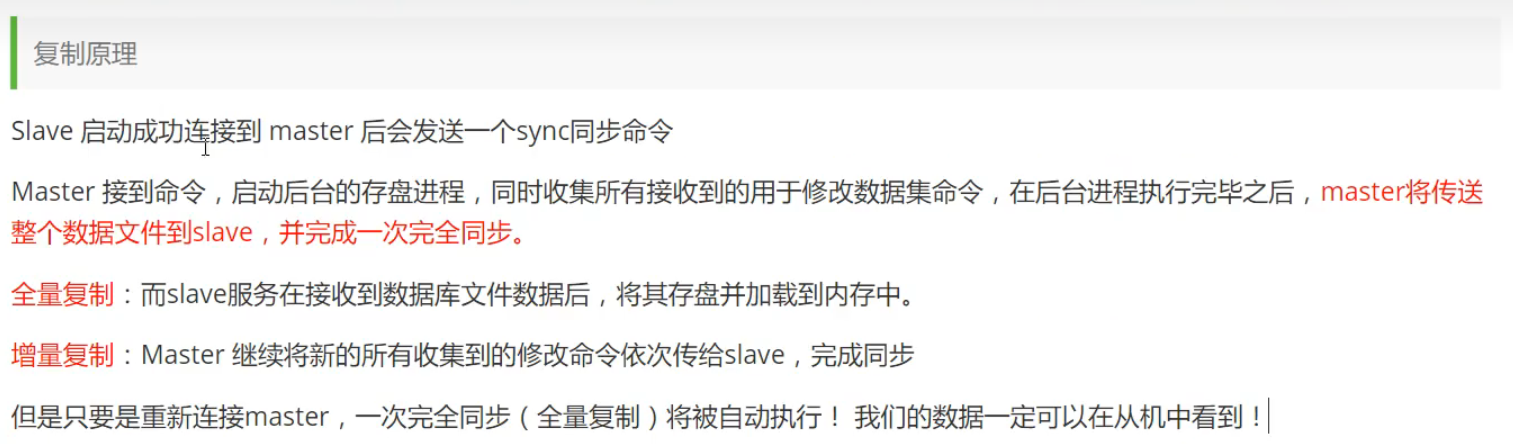 复制原理
Slave 启动成功连接到 master 后会发送一个sync同步命令
Master 接到命令，启动后台的存盘进程，同时收集所有接收到的用于修改数据集命令，在后台进程执行完毕之后，master将传送
整个数据文件到slave，并完成一次完全同步。
全量复制：而slave服务在接收到数据库文件数据后，将其存盘并加载到内存中。
增量复制：Master 继续将新的所有收集到的修改命令依次传给slave，完成同步
但是只要是重新连接master，一次完全同步（全量复制）将被自动执行！ 我们的数据一定可以在从机中看到！